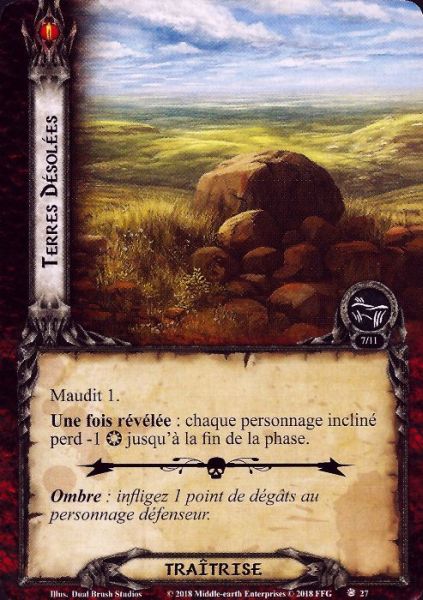 TERRES DÉSOLÉES
7/11
Maudit 1.
Une fois révélée : chaque personnage incliné
perd -1 jusqu'à la fin de la phase.
Ombre : infligez 1 point de dégâts au
personnage défenseur.
TRAÎTRISE
Illus. Dual Brush Studios © 2018 Middle-earth Enterprises © 2018 FFG 27